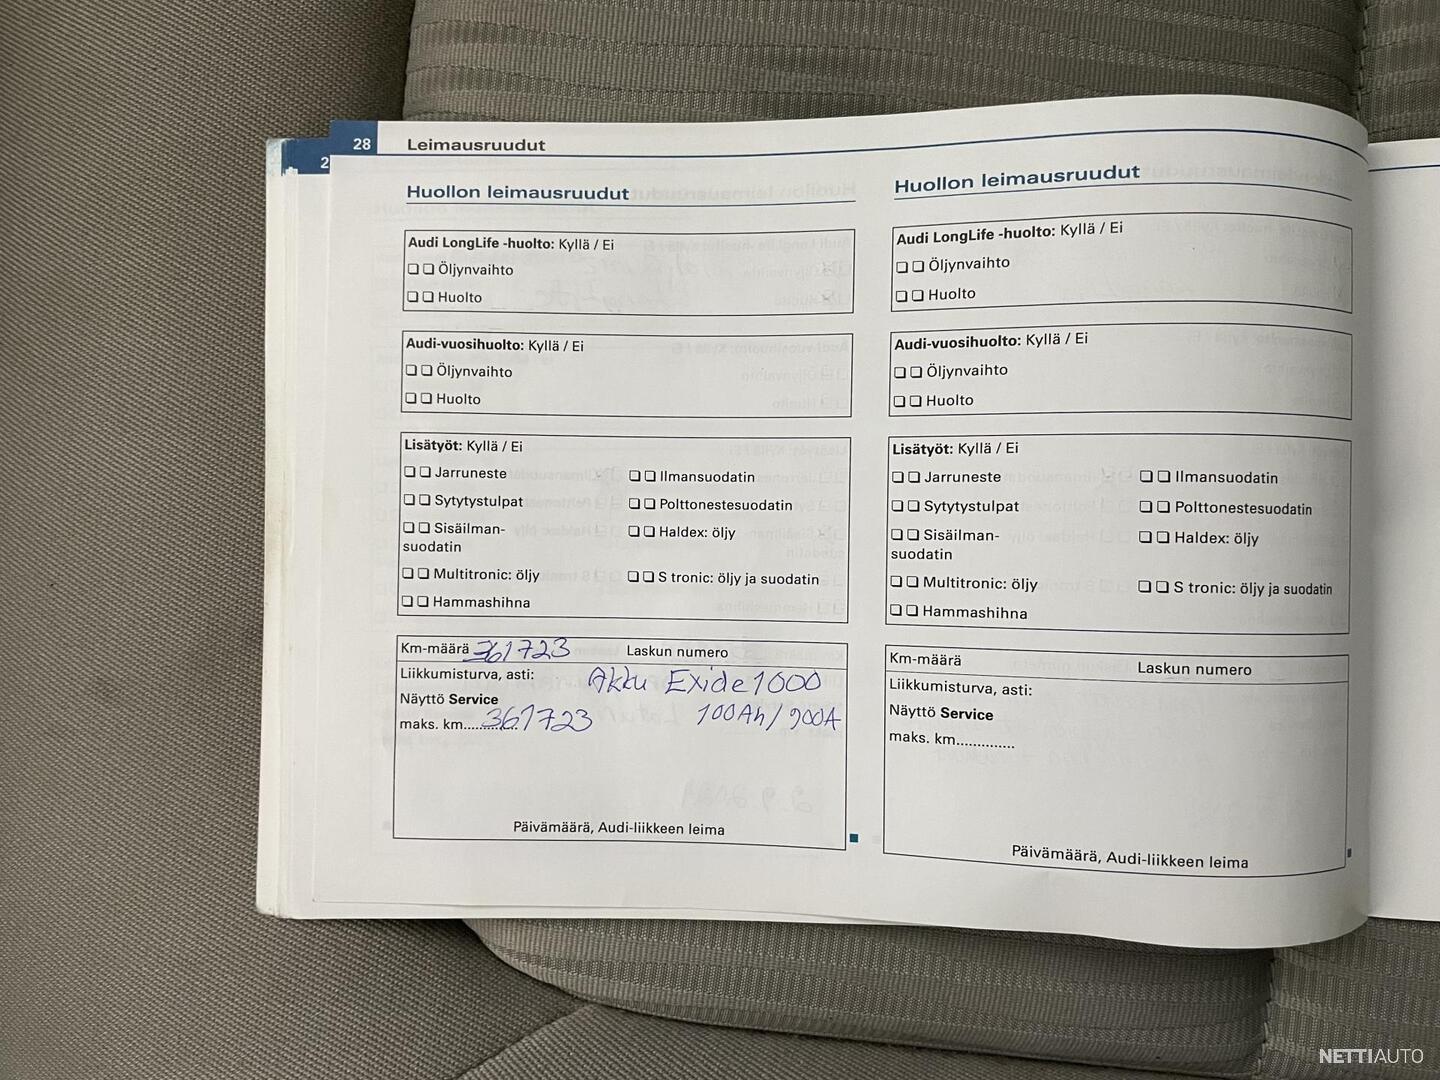 28 Leimausruudut
2
Huollon leimausruudut
Audi LongLife -huolto: Kyllä / Ei
❏ ❏ Öljynvaihto
❏ ❏ Huolto
Audi-vuosihuolto: Kyllä / Ei
❏ ❏ Öljynvaihto
❏ ❏ Huolto
Lisätyöt: Kyllä / Ei
❏ ❏ Jarruneste ❏ ❏ Ilmansuodatin
❏ ❏ Sytytystulpat ❏ ❏ Polttonestesuodatin
❏ ❏ Sisäilman- ❏ ❏ Haldex: öljy
suodatin
❏ ❏ Multitronic: öljy ❏ ❏ S tronic: öljy ja suodatin
❏ ❏ Hammashihna
Km-määrä 361723 Laskun numero
Liikkumisturva, asti: Akku Exide 1000
Näyttö Service 100Ah/900A
maks. km.............. 361723
Päivämäärä, Audi-liikkeen leima
Huollon leimausruudut
Audi LongLife -huolto: Kyllä / Ei
❏ ❏ Öljynvaihto
❏ ❏ Huolto
Audi-vuosihuolto: Kyllä / Ei
❏ ❏ Öljynvaihto
❏ ❏ Huolto
Lisätyöt: Kyllä / Ei
❏ ❏ Jarruneste ❏ ❏ Ilmansuodatin
❏ ❏ Sytytystulpat ❏ ❏ Polttonestesuodatin
❏ ❏ Sisäilman- ❏ ❏ Haldex: öljy
suodatin
❏ ❏ Multitronic: öljy ❏ ❏ S tronic: öljy ja suodatin
❏ ❏ Hammashihna
Km-määrä Laskun numero
Liikkumisturva, asti:
Näyttö Service
maks. km..............
Päivämäärä, Audi-liikkeen leima
NETTIAUTO